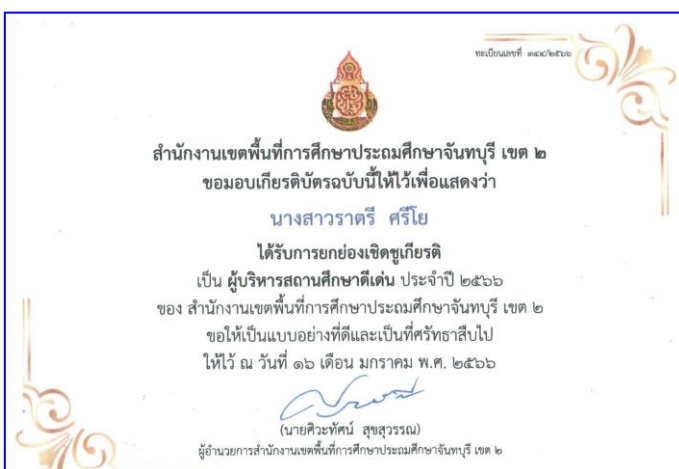 ทะเบียนเลขที่ ๓๔๔/๒๕๖๖
สำนักงานเขตพื้นที่การศึกษาประถมศึกษาจันทบุรี เขต ๒
ขอมอบเกียรติบัตรฉบับนี้ให้ไว้เพื่อแสดงว่า
นางสาวราตรี ศรีโย
ได้รับการยกย่องเชิดชูเกียรติ
เป็น ผู้บริหารสถานศึกษาดีเด่น ประจำปี ๒๕๖๖
ของ สำนักงานเขตพื้นที่การศึกษาประถมศึกษาจันทบุรี เขต ๒
ขอให้เป็นแบบอย่างที่ดีและเป็นที่ศรัทธาสืบไป
ให้ไว้ ณ วันที่ ๑๖ เดือน มกราคม พ.ศ. ๒๕๖๖
(นายศิวะทัศน์ สุขสุวรรณ)
ผู้อำนวยการสำนักงานเขตพื้นที่การศึกษาประถมศึกษาจันทบุรี เขต ๒